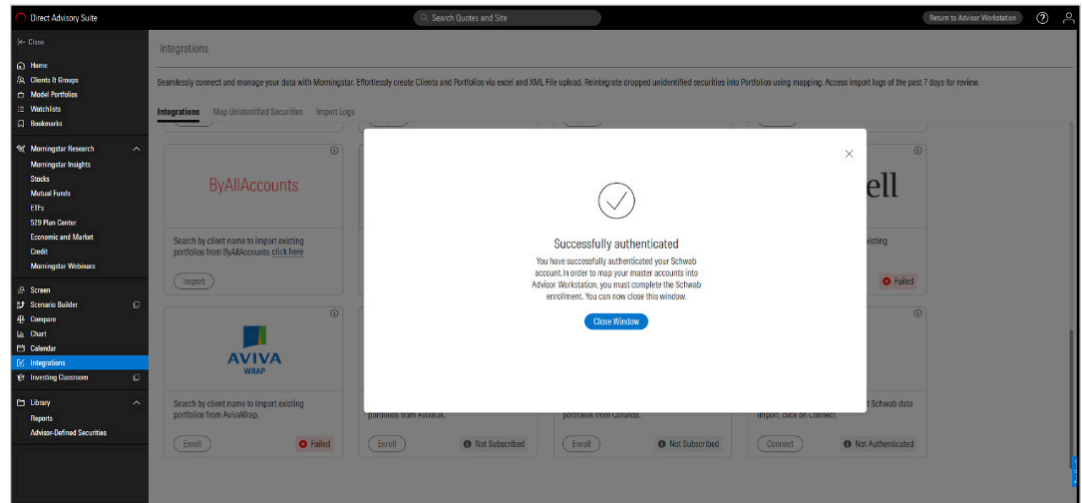 Direct Advisory Suite
Search Quotes and Site
Return to Advisor Workstation
Close
Home
Clients & Groups
Model Portfolios
Watchlists
Bookmarks
Morningstar Research
Morningstar Insights
Stocks
Mutual Funds
ETFs
529 Plan Center
Economic and Market
Credit
Morningstar Webinars
Screen
Scenario Builder
Compare
Chart
Calendar
Integrations
Investing Classroom
Library
Reports
Advisor-Defined Securities
Integrations
Seamlessly connect and manage your data with Morningstar. Effortlessly create Clients and Portfolios via excel and XML File upload. Reintegrate dropped unidentified securities into Portfolios using mapping. Access import logs of the past 7 days for review.
Integrations Map Unidentified Securities Import Logs
ByAllAccounts
Search by client name to import existing
portfolios from ByAllAccounts, click here
Import
ell
existing
Failed
Successfully authenticated
You have successfully authenticated your Schwab
account. In order to map your master accounts into
Advisor Workstation, you must complete the Schwab
enrollment. You can now close this window.
Close Window
AVIVA
WRAP
Search by client name to import existing
portfolios from AvivaWrap.
Enroll
Failed
portfolios from AvivaUK.
Enroll
Not Subscribed
portfolios from Cofunds.
Enroll
Not Subscribed
t Schwab data
import, click on Connect.
Connect
Not Authenticated